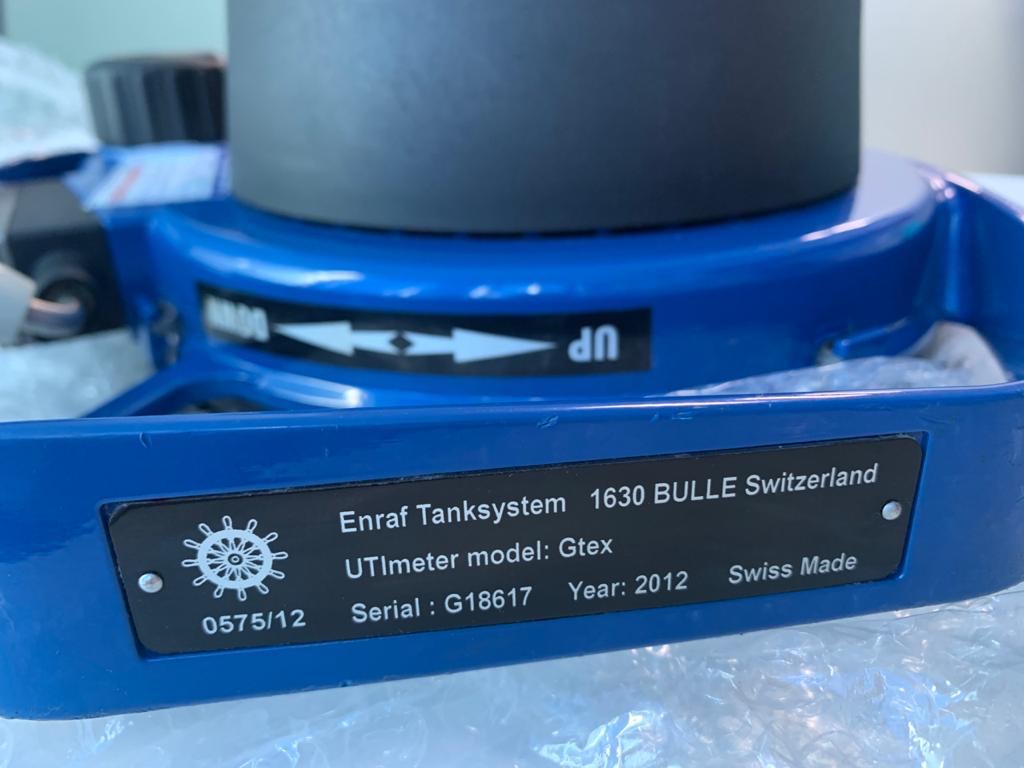 DOWN UP
Enraf Tanksystem 1630 BULLE Switzerland
UTImeter model: Gtex
Serial : G18617 Year: 2012 Swiss Made
0575/12